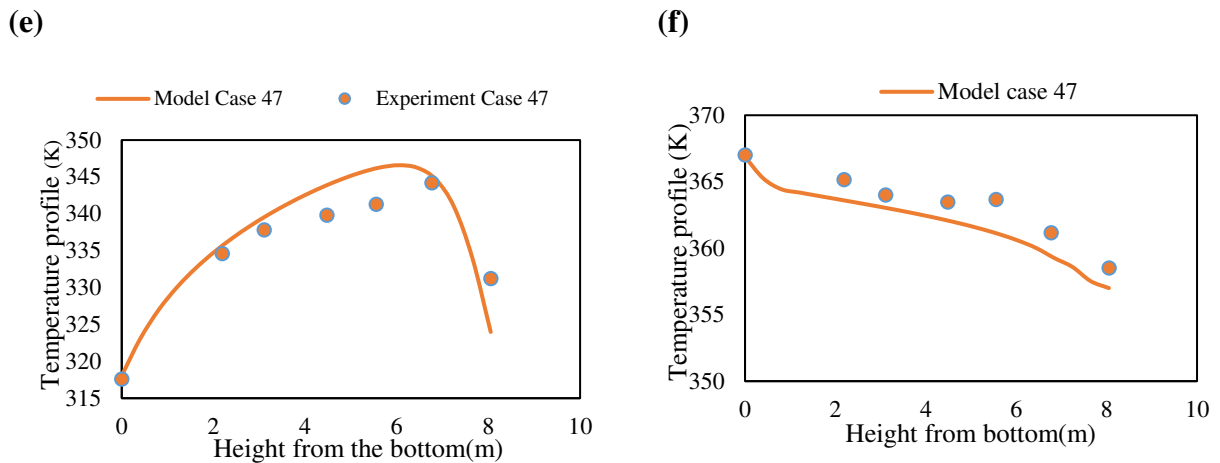 (e)
Model Case 47
Experiment Case 47
Temperature profile (K)
350
345
340
335
330
325
320
315
0
2
4
6
8
10
Height from the bottom(m)
(f)
Model case 47
Temperature profile (K)
370
365
360
355
350
0
2
4
6
8
10
Height from bottom(m)